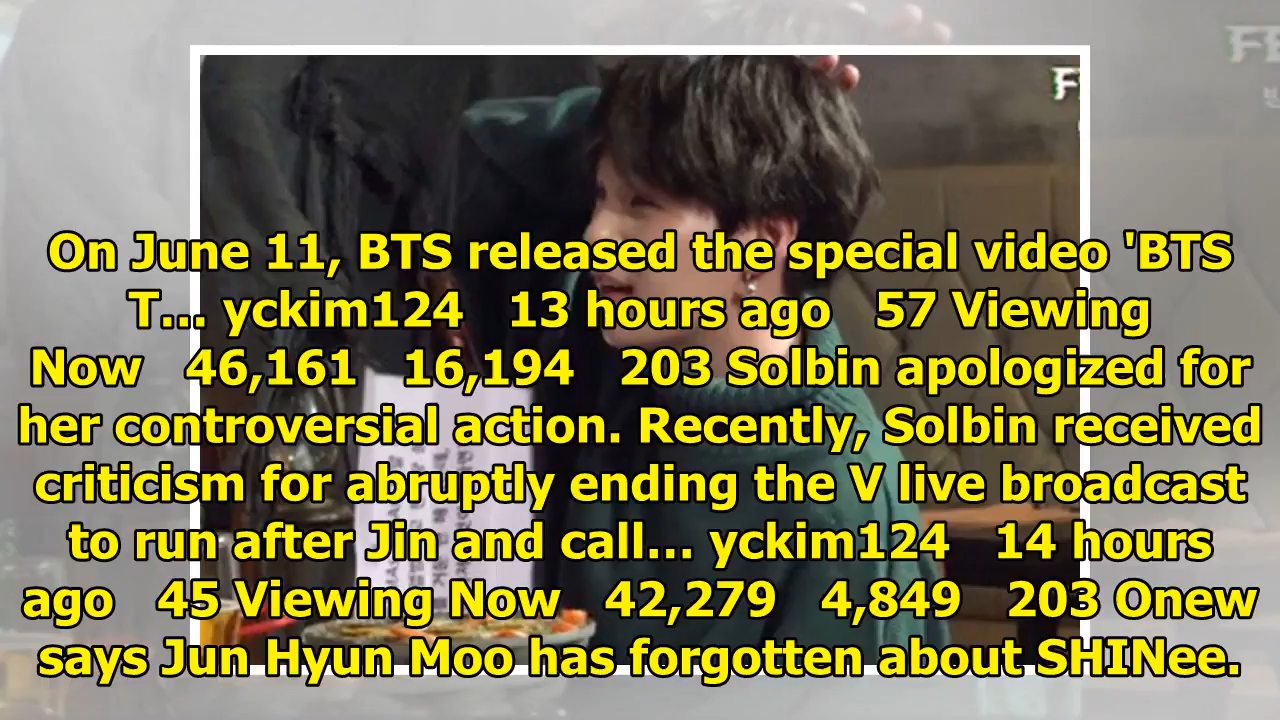 On June 11, BTS released the special video 'BTS
T... yckim124 13 hours ago 57 Viewing
Now 46,161 16,194 203 Solbin apologized for
her controversial action. Recently, Solbin received
criticism for abruptly ending the V live broadcast
to run after Jin and call... yckim124 14 hours
ago 45 Viewing Now 42,279 4,849 203 Onew
says Jun Hyun Moo has forgotten about SHINee.